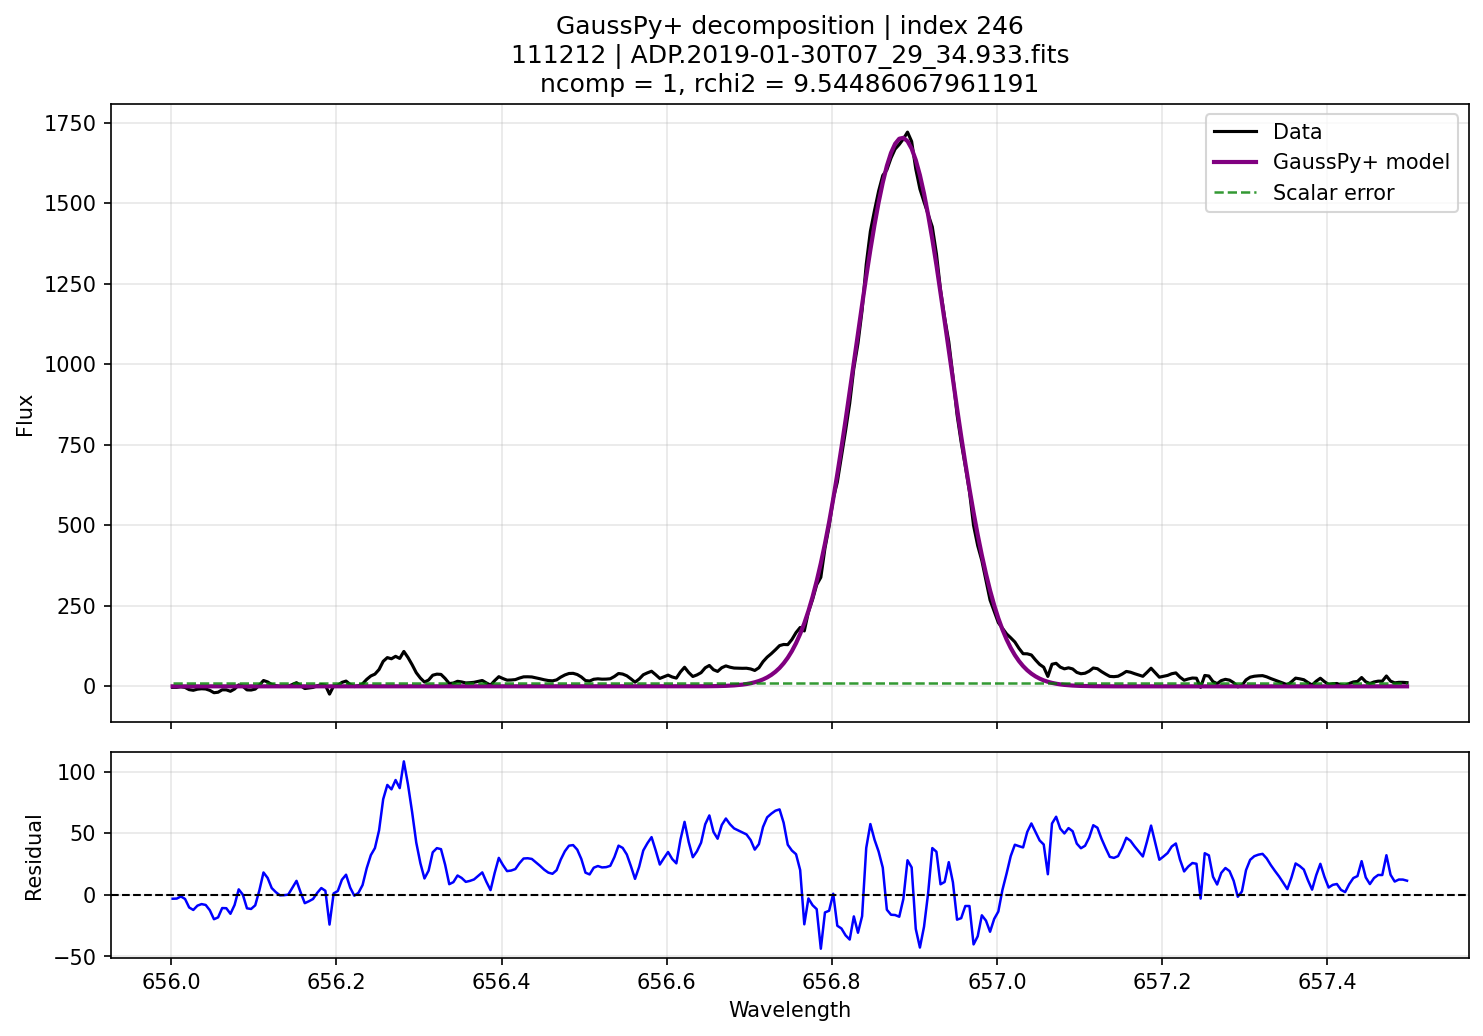 GaussPy+ decomposition | index 246
111212 | ADP.2019-01-30T07_29_34.933.fits
ncomp = 1, rchi2 = 9.54486067961191
Data
GaussPy+ model
Scalar error
1750
1500
1250
1000
750
500
250
0
Flux
100
50
0
−50
Residual
656.0
656.2
656.4
656.6
656.8
657.0
657.2
657.4
Wavelength